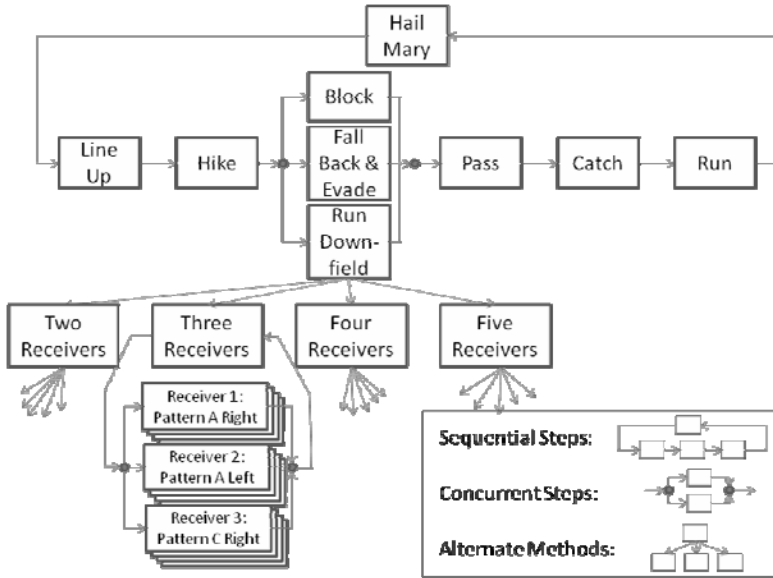 Hail
Mary
Block
Line
Up
Hike
Fall
Back &
Evade
Pass
Catch
Run
Run
Down-
field
Two
Receivers
Three
Receivers
Four
Receivers
Five
Receivers
Receiver 1:
Pattern A Right
Receiver 2:
Pattern A Left
Receiver 3:
Pattern C Right
Sequential Steps:
Concurrent Steps:
Alternate Methods: